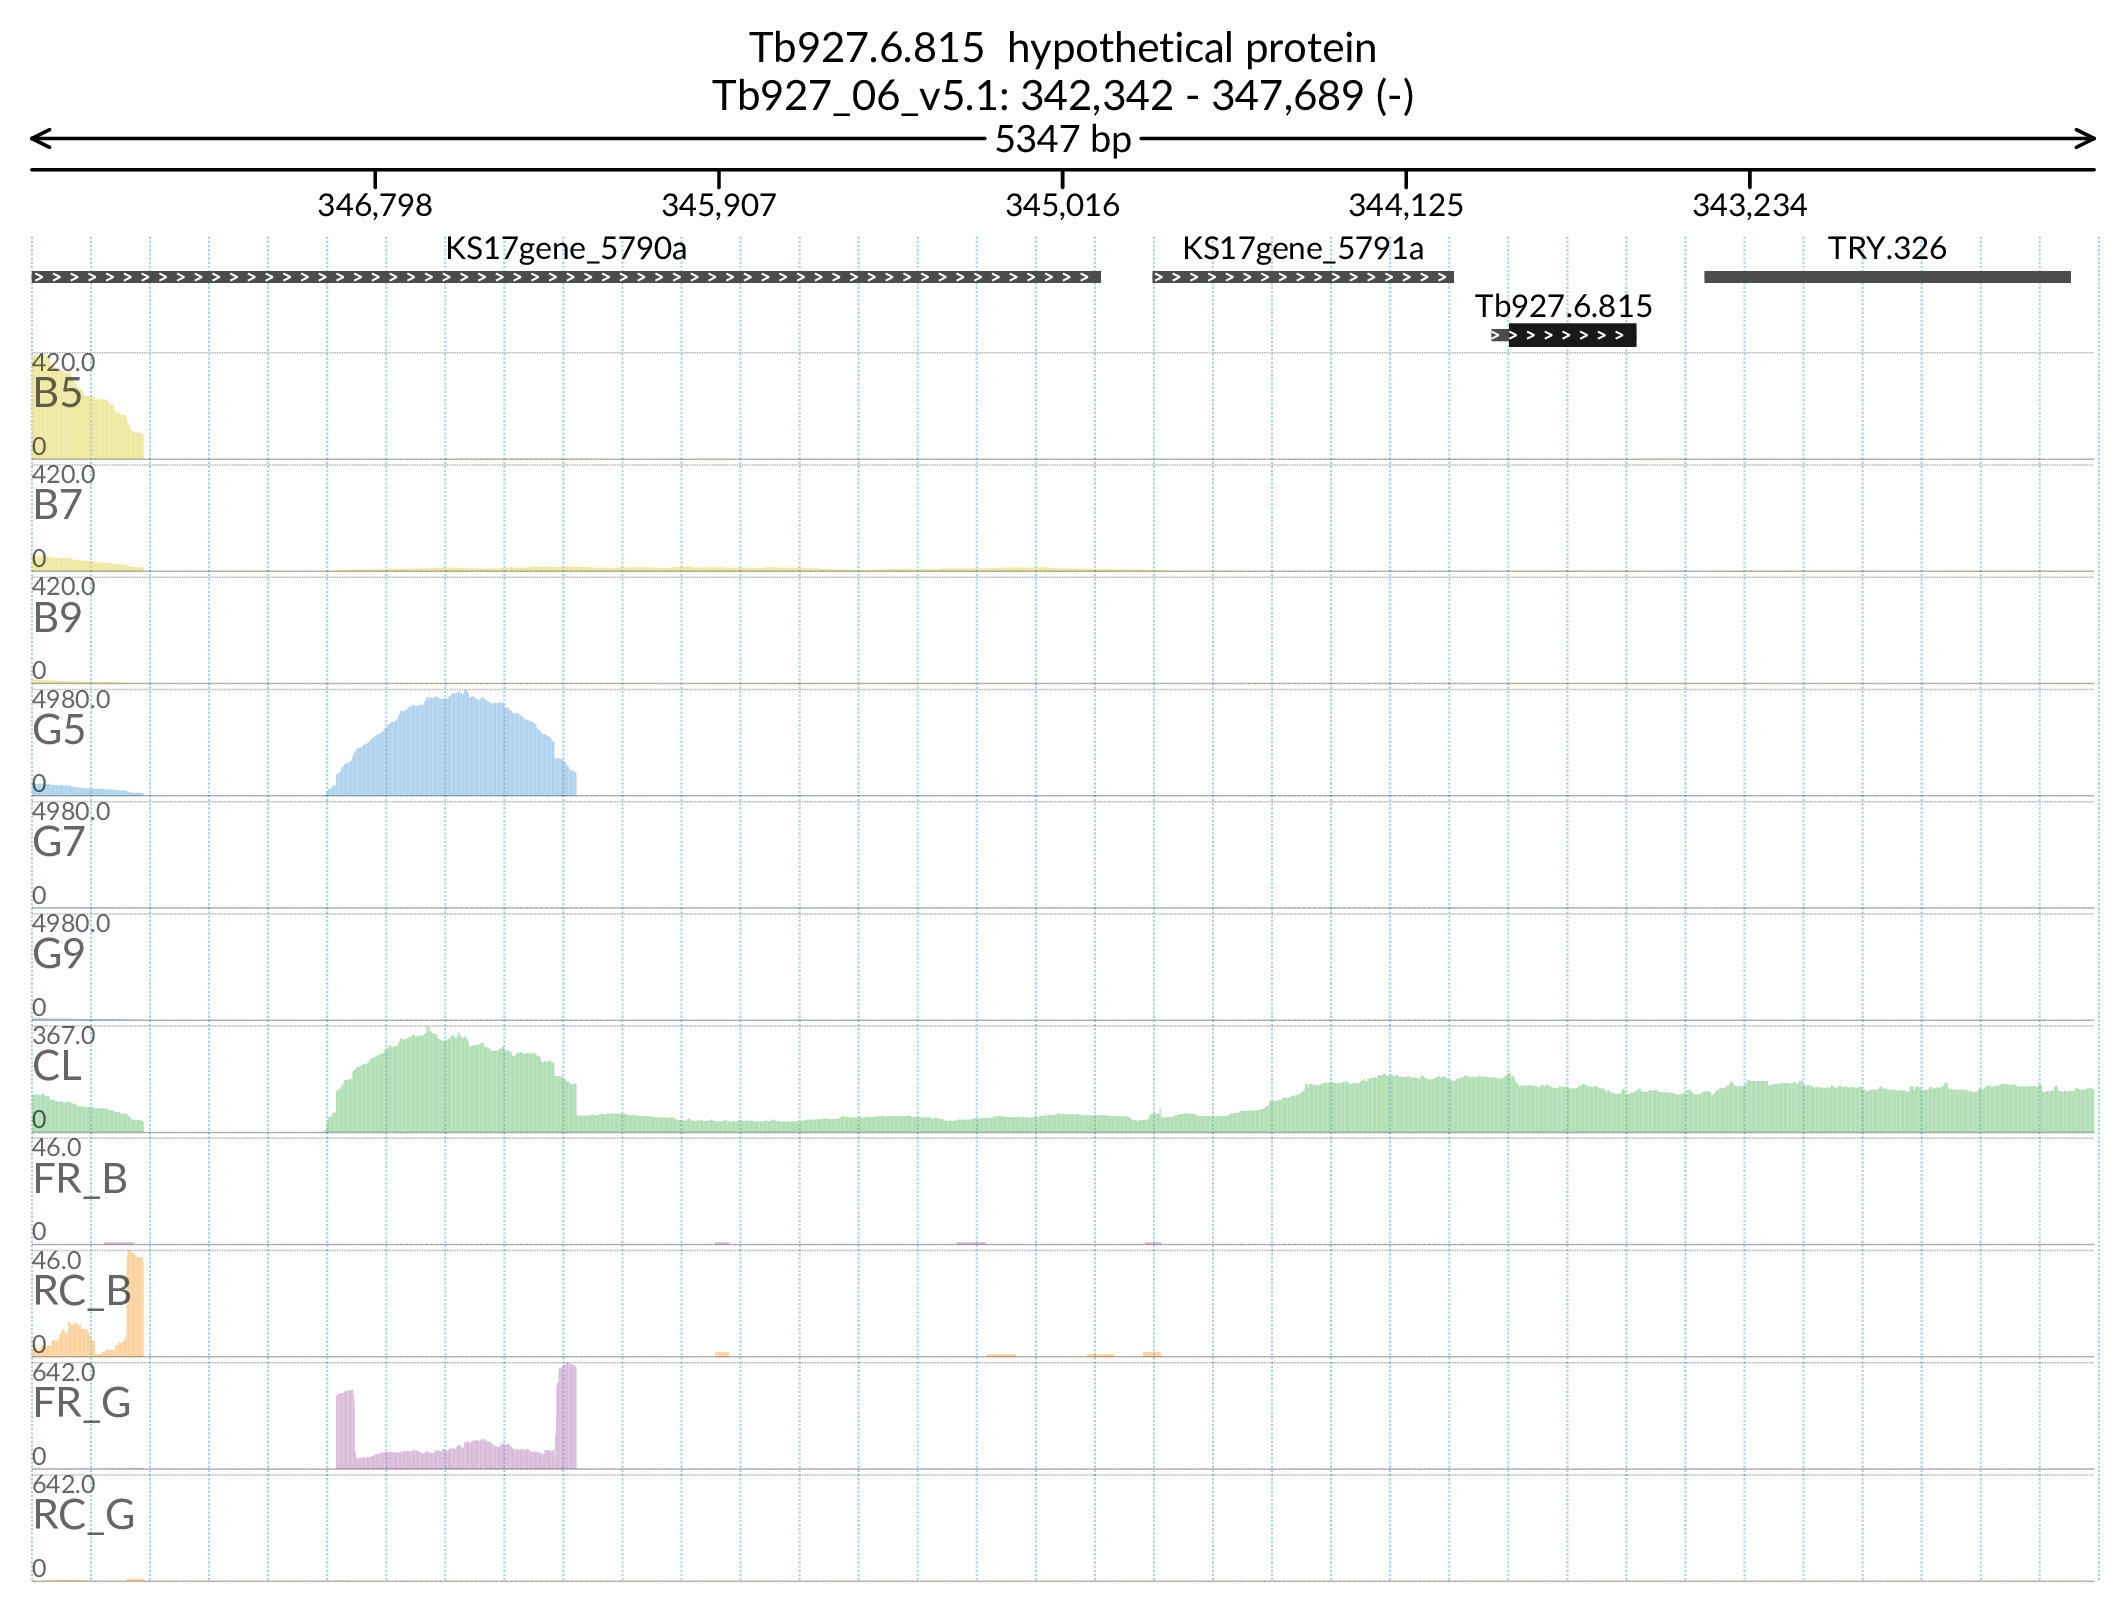 Tb927.6.815  hypothetical protein
Tb927_06_v5.1: 342,342 - 347,689 (-)
5347 bp
346,798 345,907 345,016 344,125 343,234
KS17gene_5790a KS17gene_5791a TRY.326
Tb927.6.815
420.0
B5
0
420.0
B7
0
420.0
B9
0
4980.0
G5
0
4980.0
G7
0
4980.0
G9
0
367.0
CL
0
46.0
FR_B
0
46.0
RC_B
0
642.0
FR_G
0
642.0
RC_G
0